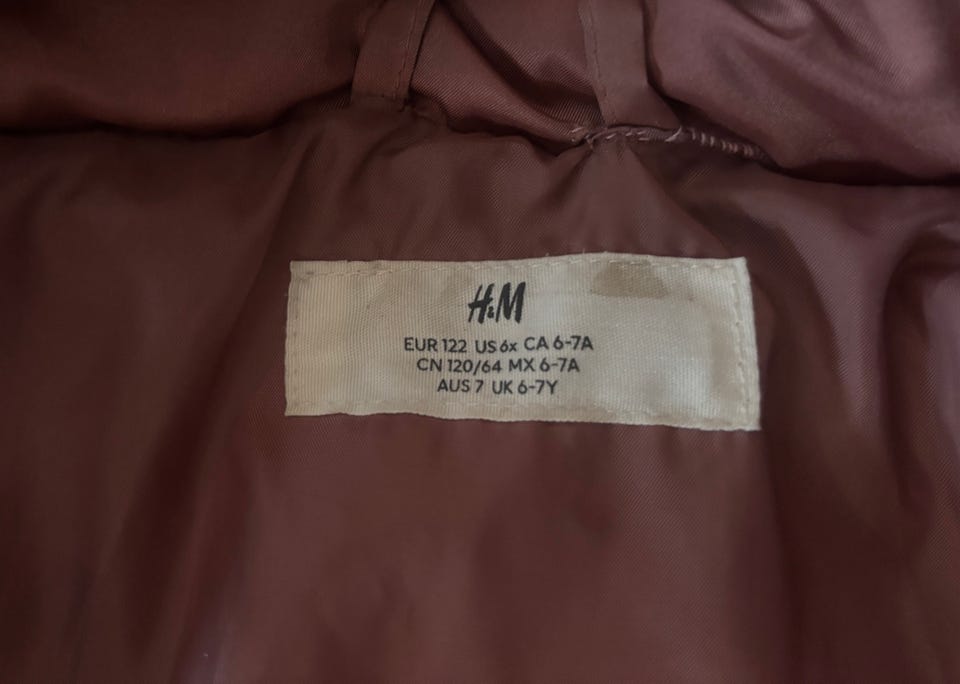 H&M
EUR 122 US 6x CA 6-7A
CN 120/64 MX 6-7A
AUS 7 UK 6-7Y